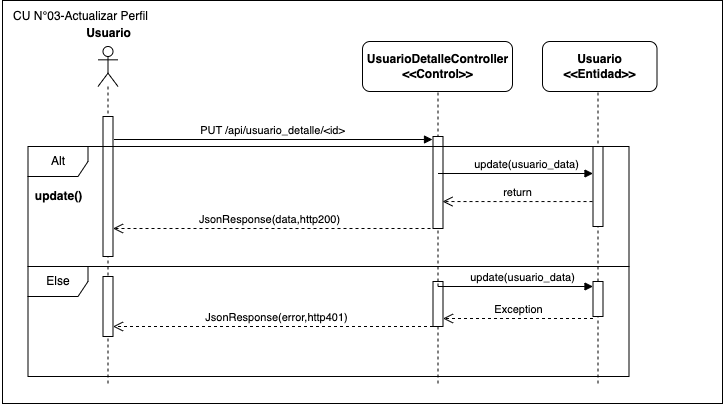 CU N°03-Actualizar Perfil
Usuario
UsuarioDetalleController
<<Control>>
Usuario
<<Entidad>>
PUT /api/usuario_detalle/<id>
Alt
update(usuario_data)
update()
return
JsonResponse(data,http200)
Else
update(usuario_data)
Exception
JsonResponse(error,http401)